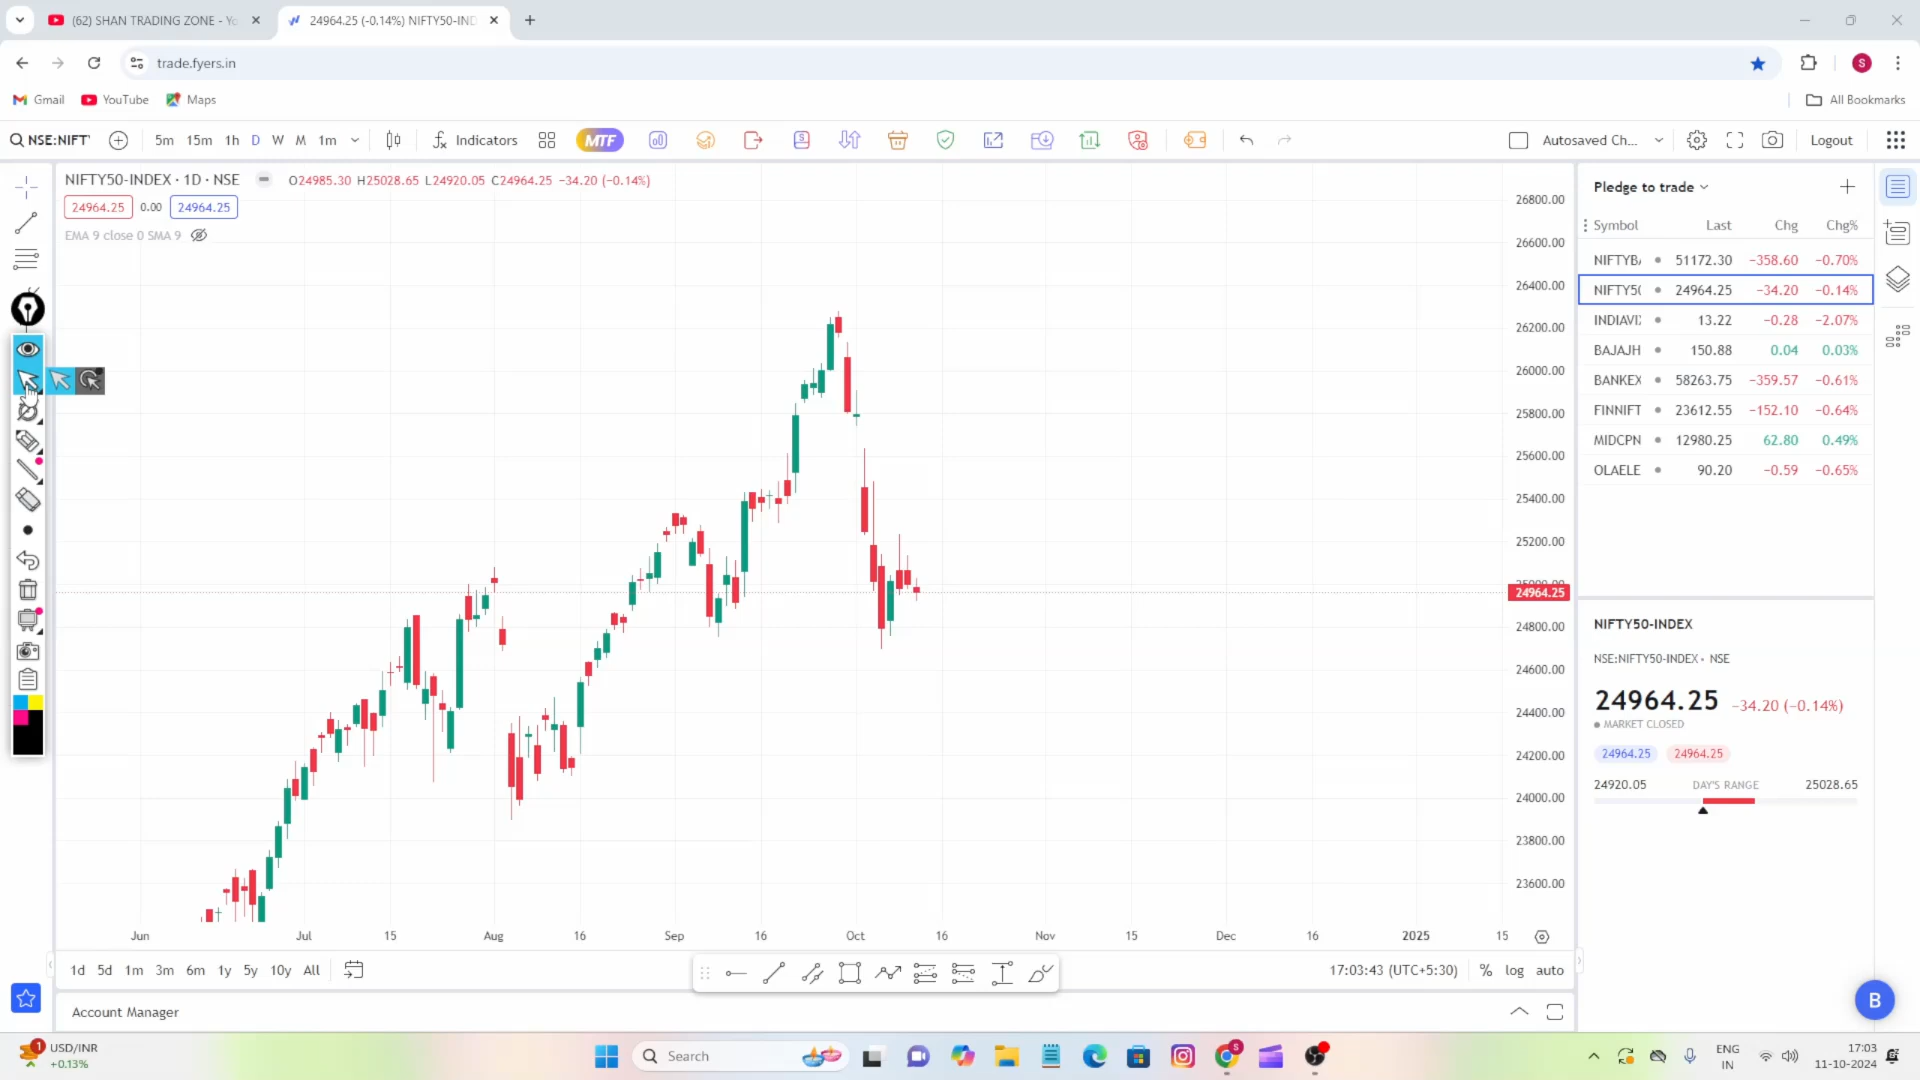 (62) SHAN TRADING ZONE - Yo
24964.25 (-0.14%) NIFTY50-IND
trade.fyers.in
S
Gmail
YouTube
Maps
All Bookmarks
NSE:NIFTY
5m 15m 1h D W M 1m
Indicators
MTF
Autosaved Ch...
Logout
NIFTY50-INDEX · 1D · NSE
O24985.30 H25028.65 L24920.05 C24964.25 −34.20 (−0.14%)
24964.25 0.00 24964.25
EMA 9 close 0 SMA 9
26800.00
26600.00
26400.00
26200.00
26000.00
25800.00
25600.00
25400.00
25200.00
25000.00
24964.25
24800.00
24600.00
24400.00
24200.00
24000.00
23800.00
23600.00
Jun Jul 15 Aug 16 Sep 16 Oct 16 Nov 15 Dec 16 2025 15
1d 5d 1m 3m 6m 1y 5y 10y All
17:03:43 (UTC+5:30) % log auto
Account Manager
Pledge to trade
Symbol Last Chg Chg%
NIFTYBA 51172.30 −358.60 −0.70%
NIFTY50 24964.25 −34.20 −0.14%
INDIAVIX 13.22 −0.28 −2.07%
BAJAJH 150.88 0.04 0.03%
BANKEX 58263.75 −359.57 −0.61%
FINNIFT 23612.55 −152.10 −0.64%
MIDCPN 12980.25 62.80 0.49%
OLAELE 90.20 −0.59 −0.65%
NIFTY50-INDEX
NSE:NIFTY50-INDEX • NSE
24964.25 −34.20 (−0.14%)
MARKET CLOSED
24964.25 24964.25
24920.05 DAY'S RANGE 25028.65
B
1
USD/INR
+0.13%
Search
S
ENG
IN
17:03
11-10-2024